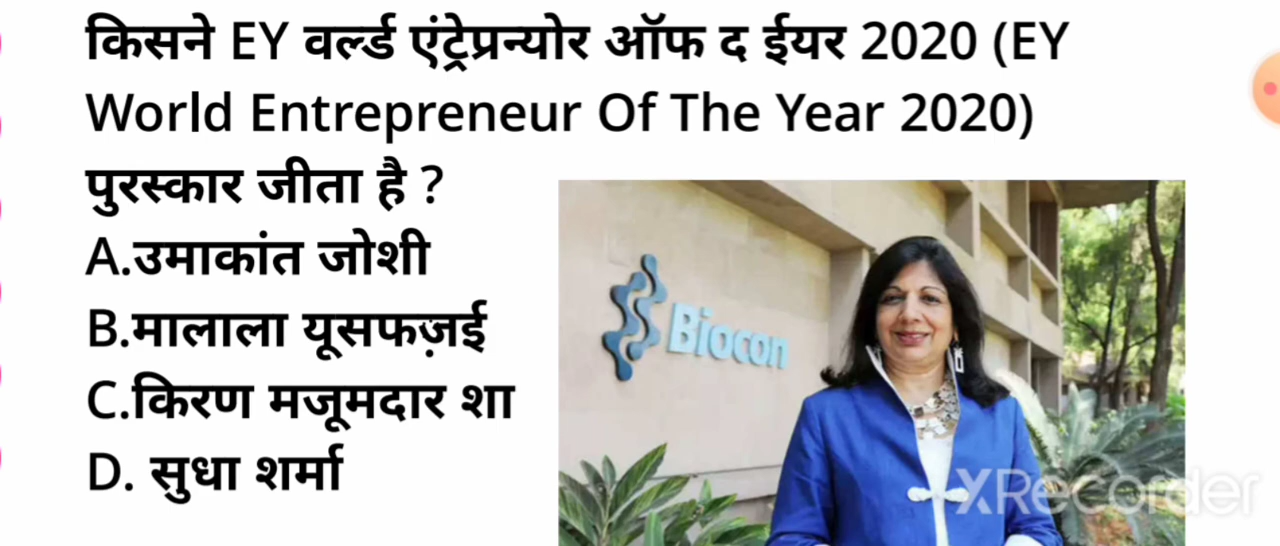 किसने EY वर्ल्ड एंट्रेप्रन्योर ऑफ द ईयर 2020 (EY
World Entrepreneur Of The Year 2020)
पुरस्कार जीता है ?
A.उमाकांत जोशी
B.मालाला यूसफज़ई
C.किरण मजूमदार शा
D. सुधा शर्मा
Biocon
XRecorder